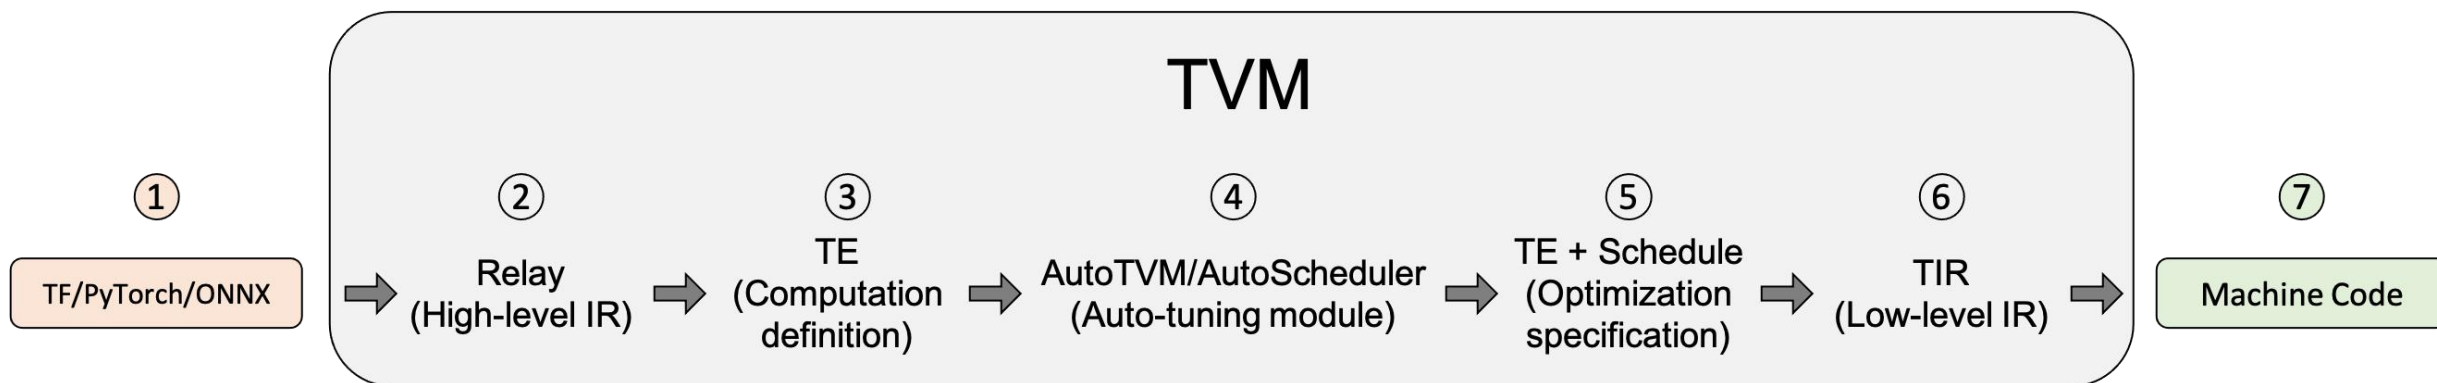 TVM
①
TF/PyTorch/ONNX
②
Relay
(High-level IR)
③
TE
(Computation
definition)
④
AutoTVM/AutoScheduler
(Auto-tuning module)
⑤
TE + Schedule
(Optimization
specification)
⑥
TIR
(Low-level IR)
⑦
Machine Code